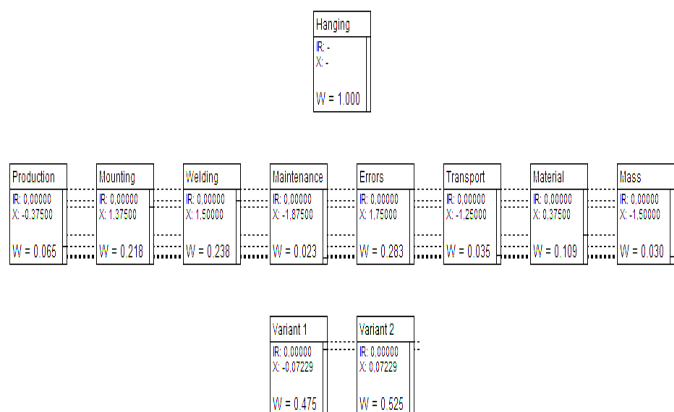 Hanging
IR: -
X: -
W = 1.000
Production Mounting Welding Maintenance Errors Transport Material Mass
IR: 0,00000 IR: 0,00000 IR: 0,00000 IR: 0,00000 IR: 0,00000 IR: 0,00000 IR: 0,00000 IR: 0,00000
X: -0,37500 X: 1,37500 X: 1,50000 X: -1,87500 X: 1,75000 X: -1,25000 X: 0,37500 X: -1,50000
W = 0.065 W = 0.218 W = 0.238 W = 0.023 W = 0.283 W = 0.035 W = 0.109 W = 0.030
Variant 1 Variant 2
IR: 0,00000 IR: 0,00000
X: -0,07229 X: 0,07229
W = 0.475 W = 0.525